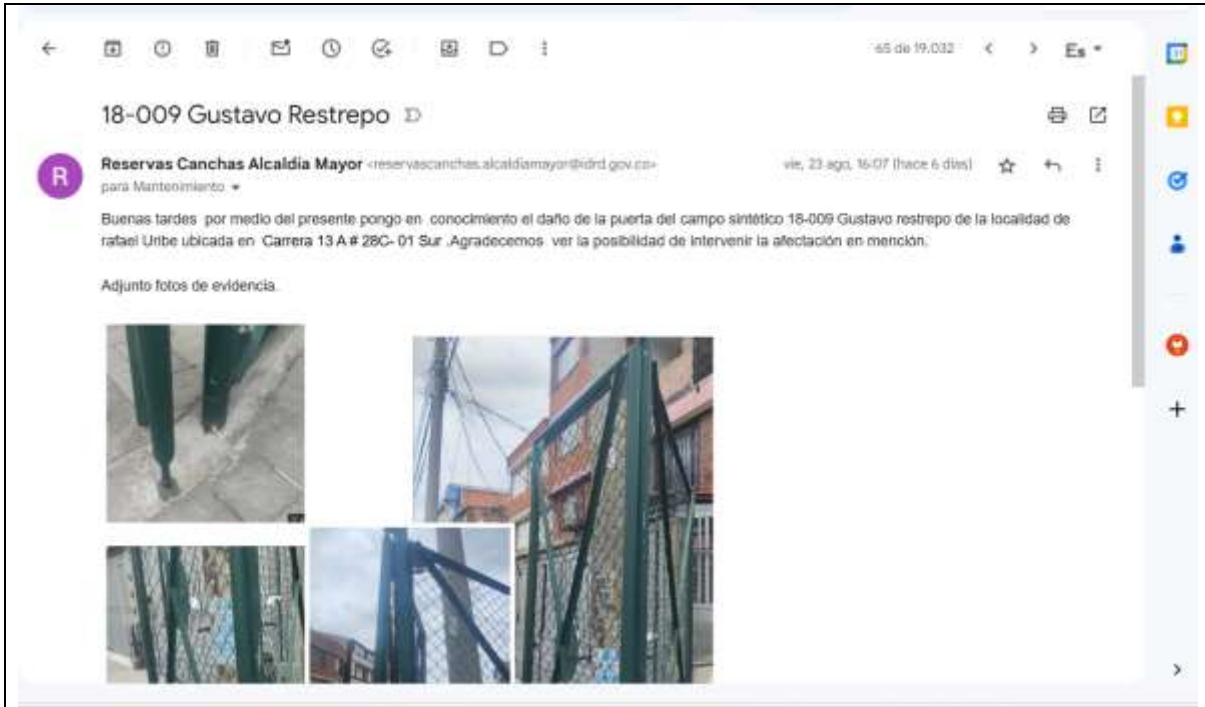 65 de 19.032
Es
18-009 Gustavo Restrepo
Reservas Canchas Alcaldía Mayor <reservascanchas.alcaldiamayor@idrd.gov.co>
vie, 23 ago, 16:07 (hace 6 días)
R
para Mantenimiento
Buenas tardes por medio del presente pongo en conocimiento el daño de la puerta del campo sintético 18-009 Gustavo restrepo de la localidad de
rafael Uribe ubicada en Carrera 13 A # 28C- 01 Sur .Agradecemos ver la posibilidad de intervenir la afectación en mención.
Adjunto fotos de evidencia.